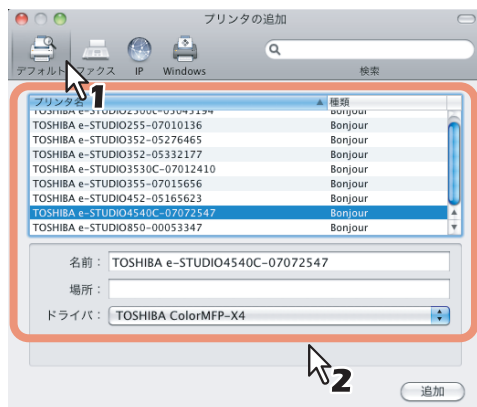 プリンタの追加
デフォルト ファクス IP Windows 検索
1
プリンタ名 種類
TOSHIBA e-STUDIO2500C-05045194 Bonjour
TOSHIBA e-STUDIO255-07010136 Bonjour
TOSHIBA e-STUDIO352-05276465 Bonjour
TOSHIBA e-STUDIO352-05332177 Bonjour
TOSHIBA e-STUDIO3530C-07012410 Bonjour
TOSHIBA e-STUDIO355-07015656 Bonjour
TOSHIBA e-STUDIO452-05165623 Bonjour
TOSHIBA e-STUDIO4540C-07072547 Bonjour
TOSHIBA e-STUDIO850-00053347 Bonjour
名前： TOSHIBA e-STUDIO4540C-07072547
場所：
ドライバ： TOSHIBA ColorMFP-X4
2
追加